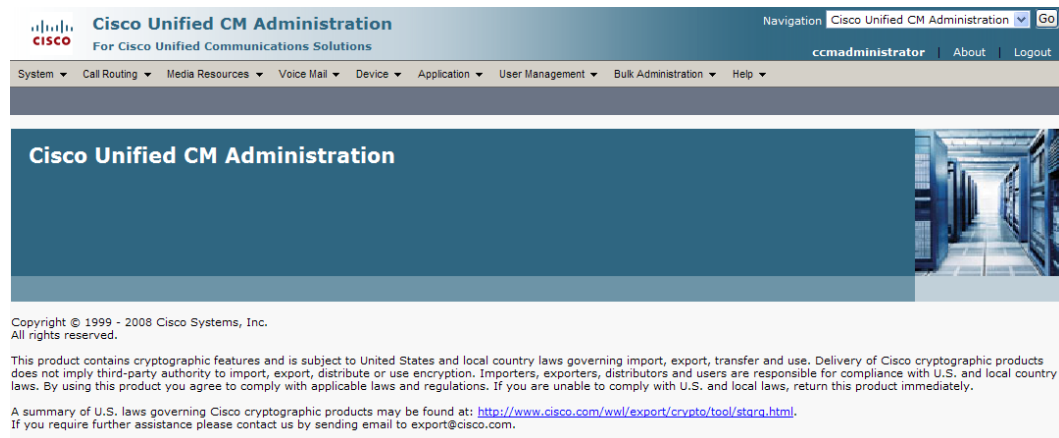 Cisco Unified CM Administration
For Cisco Unified Communications Solutions
CISCO
Navigation Cisco Unified CM Administration Go
ccmadministrator | About | Logout
System Call Routing Media Resources Voice Mail Device Application User Management Bulk Administration Help
Cisco Unified CM Administration
Copyright © 1999 - 2008 Cisco Systems, Inc.
All rights reserved.
This product contains cryptographic features and is subject to United States and local country laws governing import, export, transfer and use. Delivery of Cisco cryptographic products
does not imply third-party authority to import, export, distribute or use encryption. Importers, exporters, distributors and users are responsible for compliance with U.S. and local country
laws. By using this product you agree to comply with applicable laws and regulations. If you are unable to comply with U.S. and local laws, return this product immediately.
A summary of U.S. laws governing Cisco cryptographic products may be found at: http://www.cisco.com/wwl/export/crypto/tool/stqrg.html.
If you require further assistance please contact us by sending email to export@cisco.com.